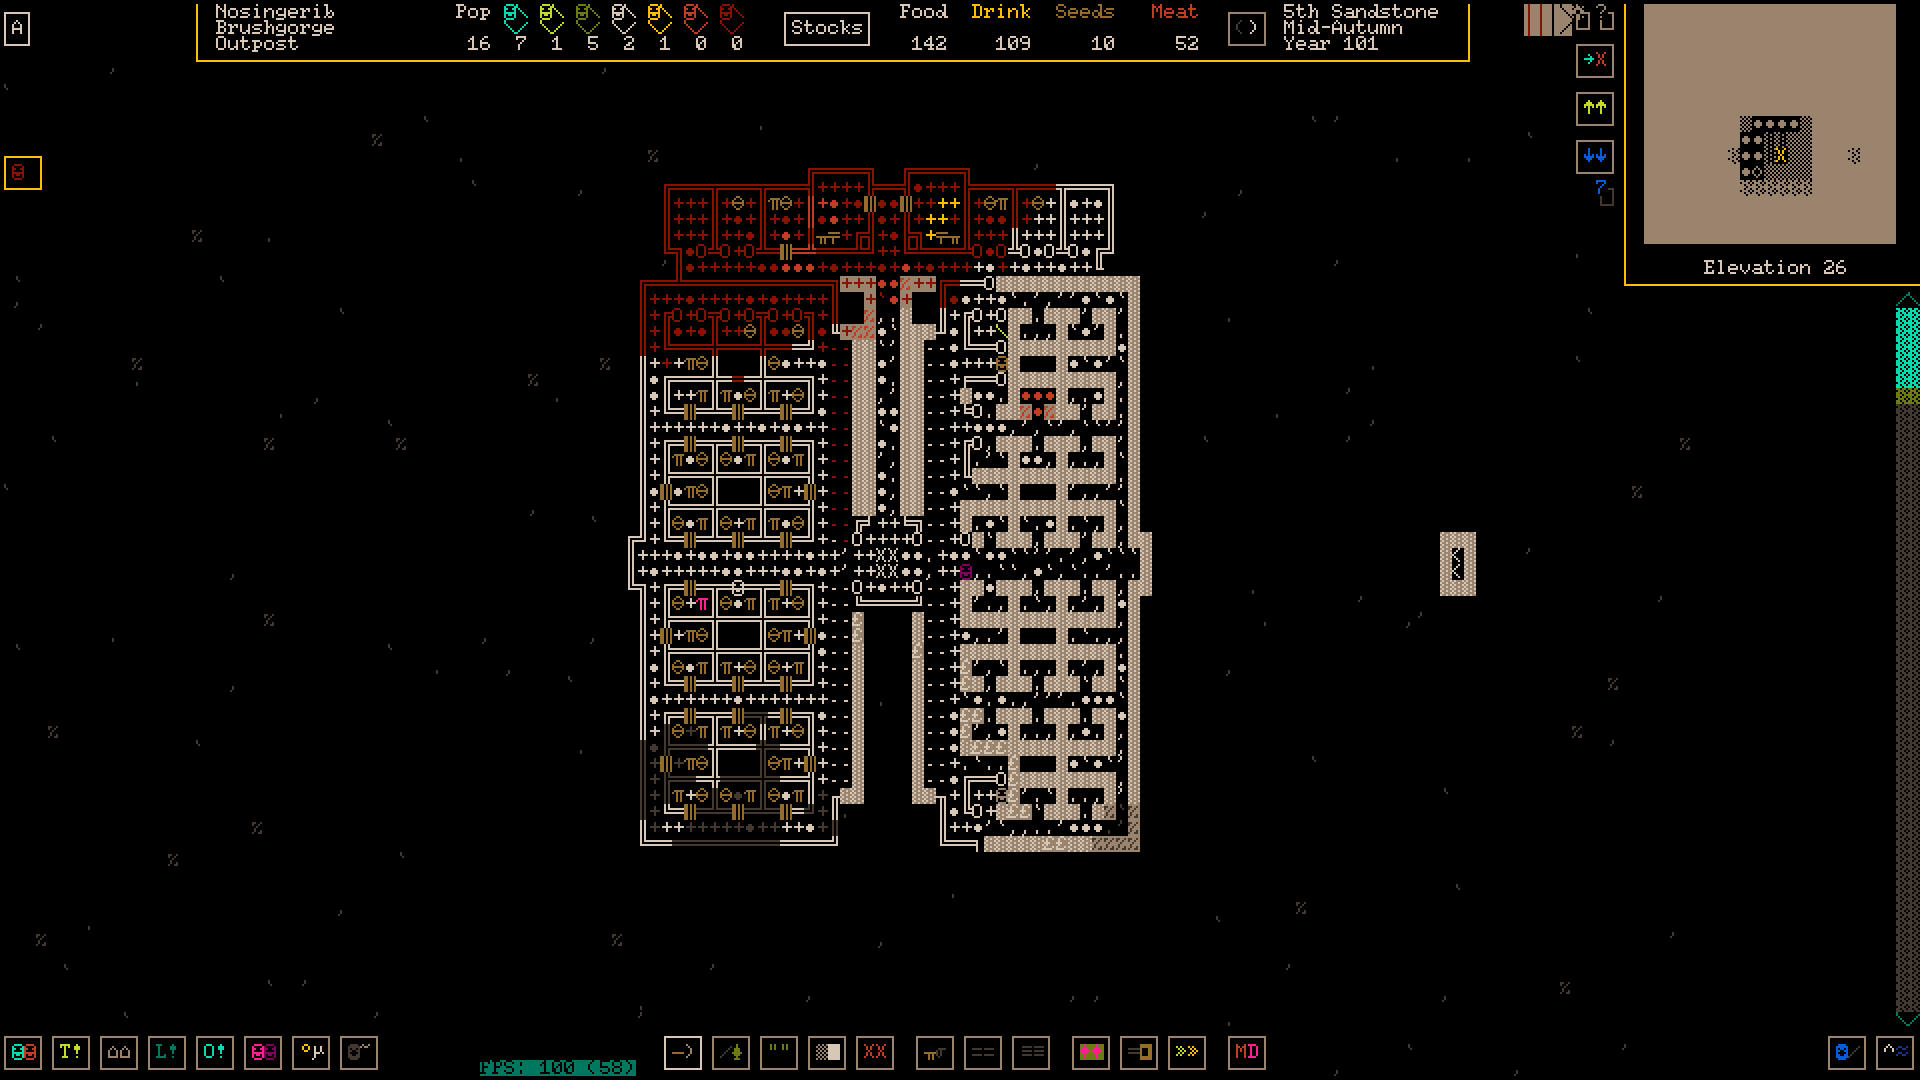 A
Nosingerib
Brushgorge
Outpost
Pop
16 7 1 5 2 1 0 0
Stocks
Food Drink Seeds Meat
142 109 10 52
5th Sandstone
Mid-Autumn
Year 101
Elevation 26
T!
L!
O!
FPS: 100 (58)
XX
MD